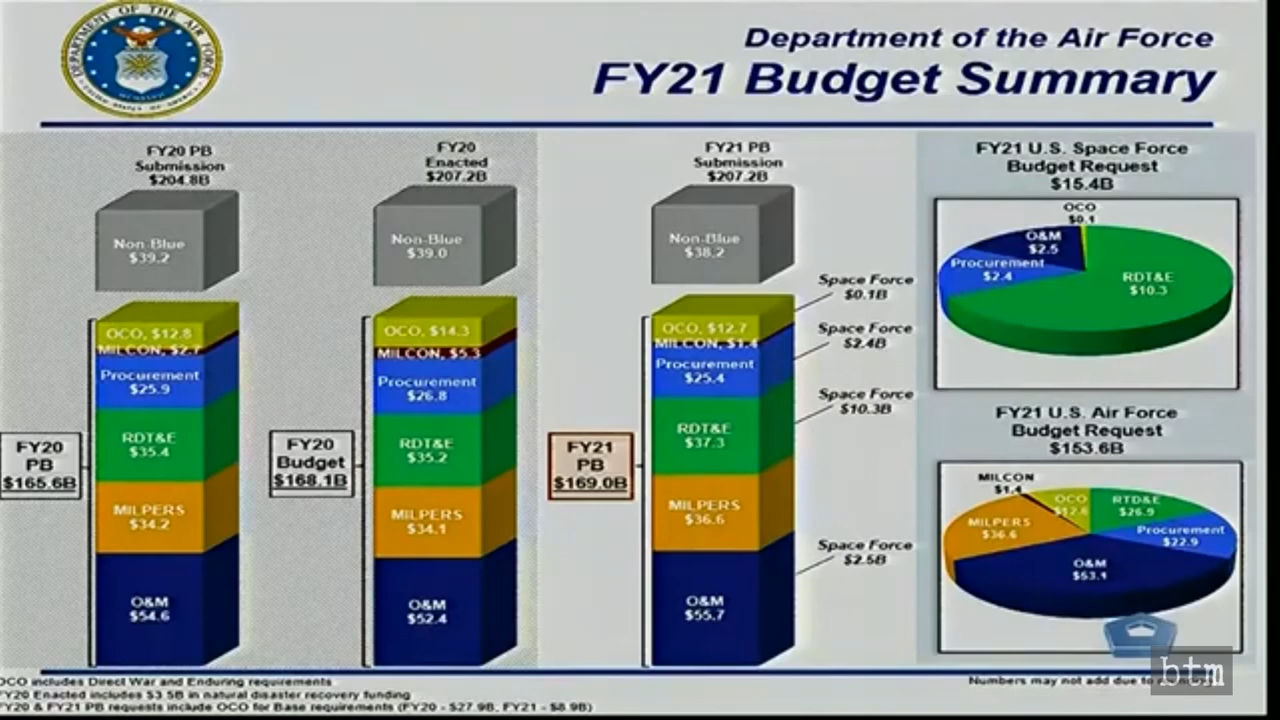 DEPARTMENT OF THE AIR FORCE
Department of the Air Force
FY21 Budget Summary
FY20 PB
Submission
$204.8B
Non-Blue
$39.2
OCO, $12.8
MILCON, $2.7
Procurement
$25.9
RDT&E
$35.4
MILPERS
$34.2
O&M
$54.6
FY20
PB
$165.6B
FY20
Enacted
$207.2B
Non-Blue
$39.0
OCO, $14.3
MILCON, $5.3
Procurement
$26.8
RDT&E
$35.2
MILPERS
$34.1
O&M
$52.4
FY20
Budget
$168.1B
FY21 PB
Submission
$207.2B
Non-Blue
$38.2
OCO, $12.7
MILCON, $1.4
Procurement
$25.4
RDT&E
$37.3
MILPERS
$36.6
O&M
$55.7
FY21
PB
$169.0B
Space Force
$0.1B
Space Force
$2.4B
Space Force
$10.3B
Space Force
$2.5B
FY21 U.S. Space Force
Budget Request
$15.4B
OCO
$0.1
O&M
$2.5
Procurement
$2.4
RDT&E
$10.3
FY21 U.S. Air Force
Budget Request
$153.6B
MILCON
$1.4
OCO
RTD&E
$26.9
MILPERS
$36.6
Procurement
$22.9
O&M
$53.1
OCO includes Direct War and Enduring requirements
FY20 Enacted includes $3.5B in natural disaster recovery funding
FY20 & FY21 PB requests include OCO for Base requirements (FY20 - $27.9B, FY21 - $8.9B)
Numbers may not add due to
btm